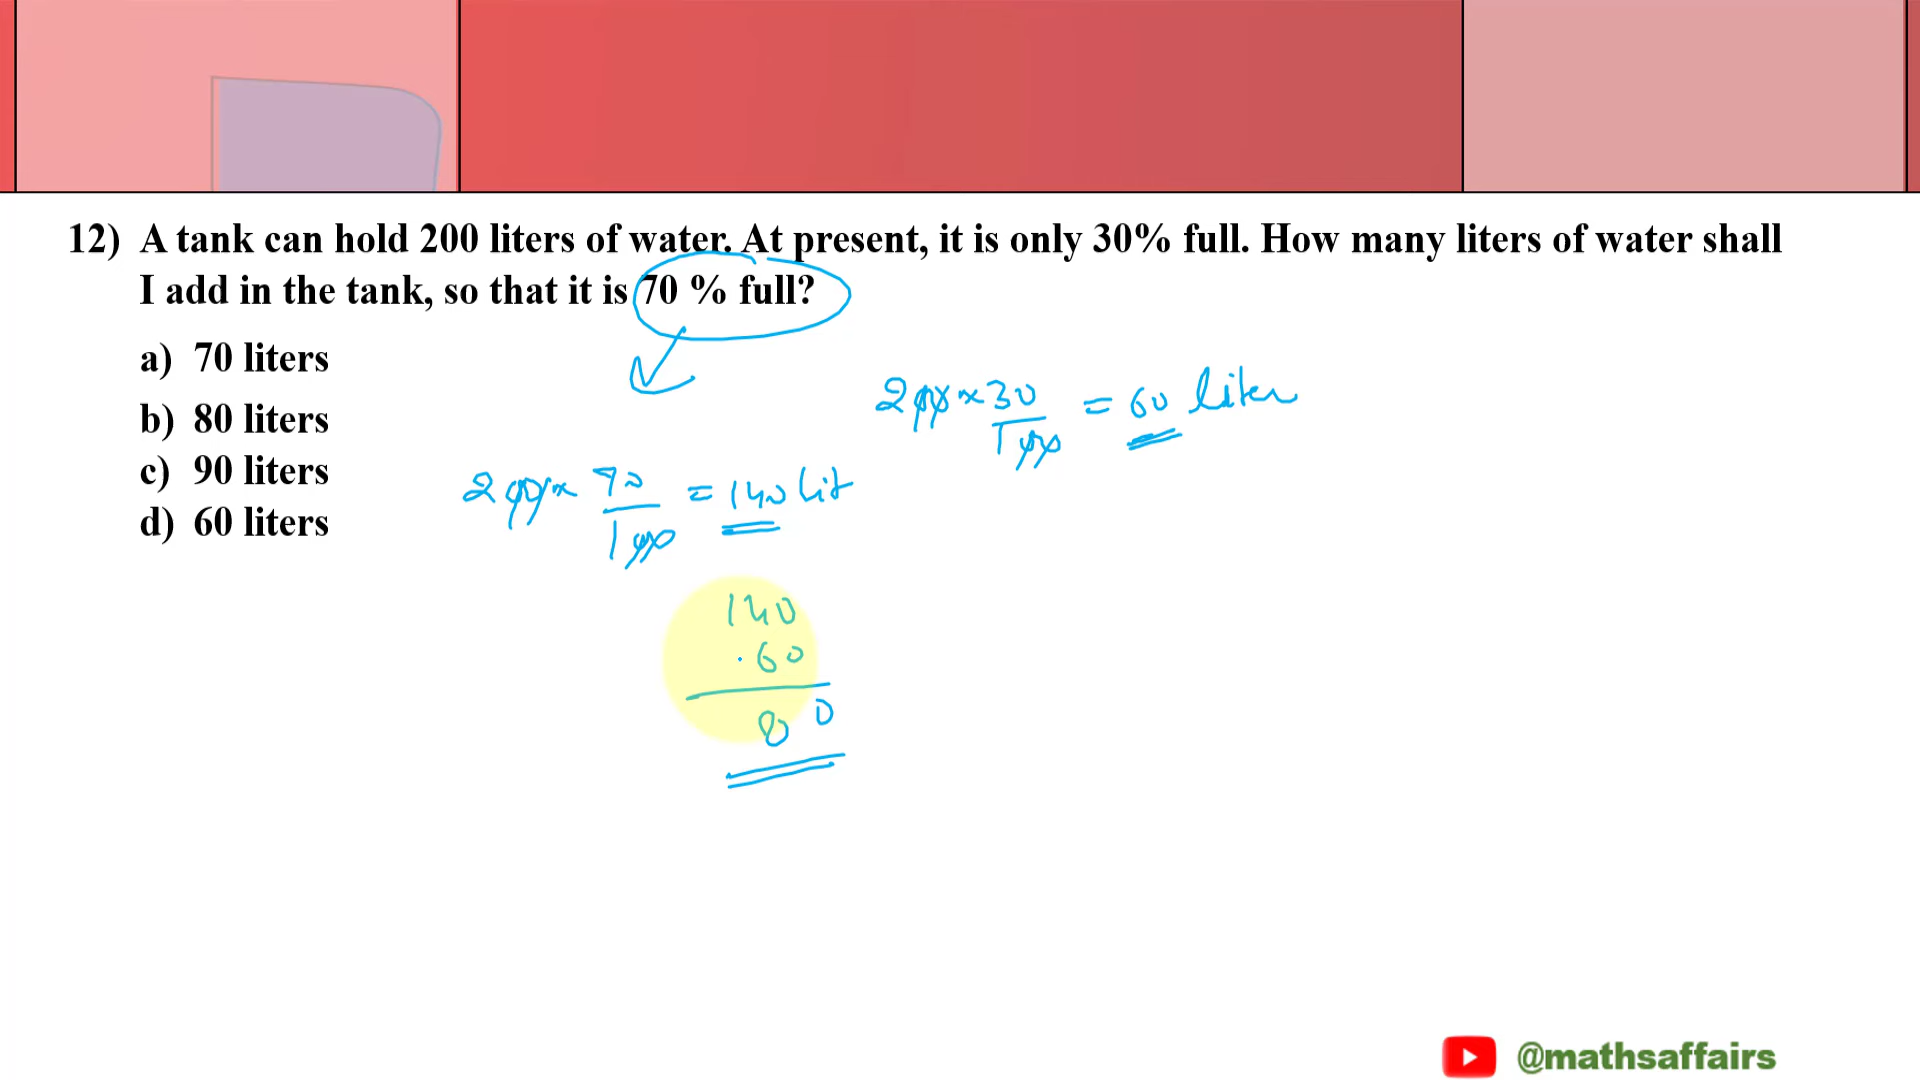 12) A tank can hold 200 liters of water. At present, it is only 30% full. How many liters of water shall
I add in the tank, so that it is 70 % full?
a) 70 liters
b) 80 liters
c) 90 liters
d) 60 liters
200 × 30/100 = 60 liter
200 × 70/100 = 140 lit
140
60
80
@mathsaffairs